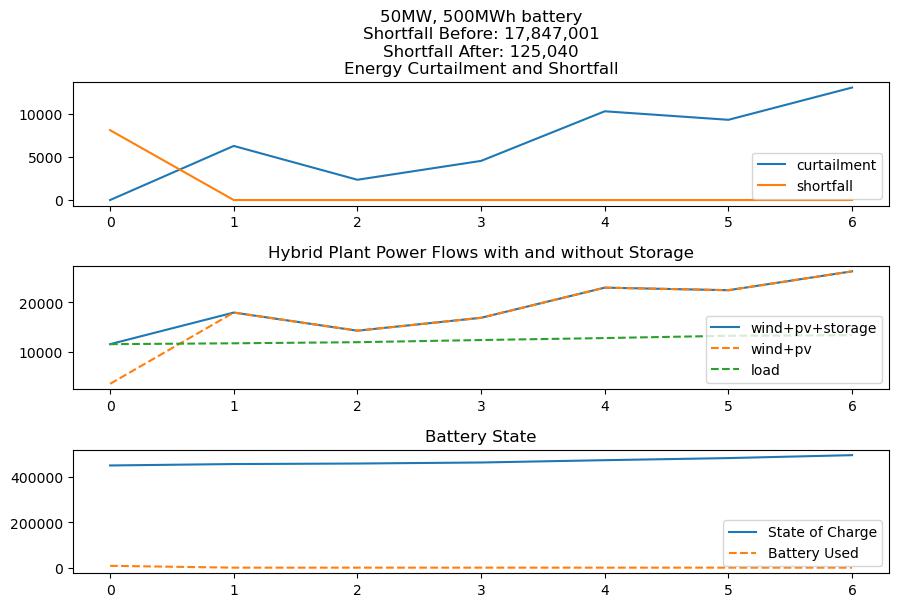 50MW, 500MWh battery
Shortfall Before: 17,847,001
Shortfall After: 125,040
Energy Curtailment and Shortfall
10000
5000
0
curtailment
shortfall
0 1 2 3 4 5 6
Hybrid Plant Power Flows with and without Storage
20000
10000
wind+pv+storage
wind+pv
load
0 1 2 3 4 5 6
Battery State
400000
200000
0
State of Charge
Battery Used
0 1 2 3 4 5 6